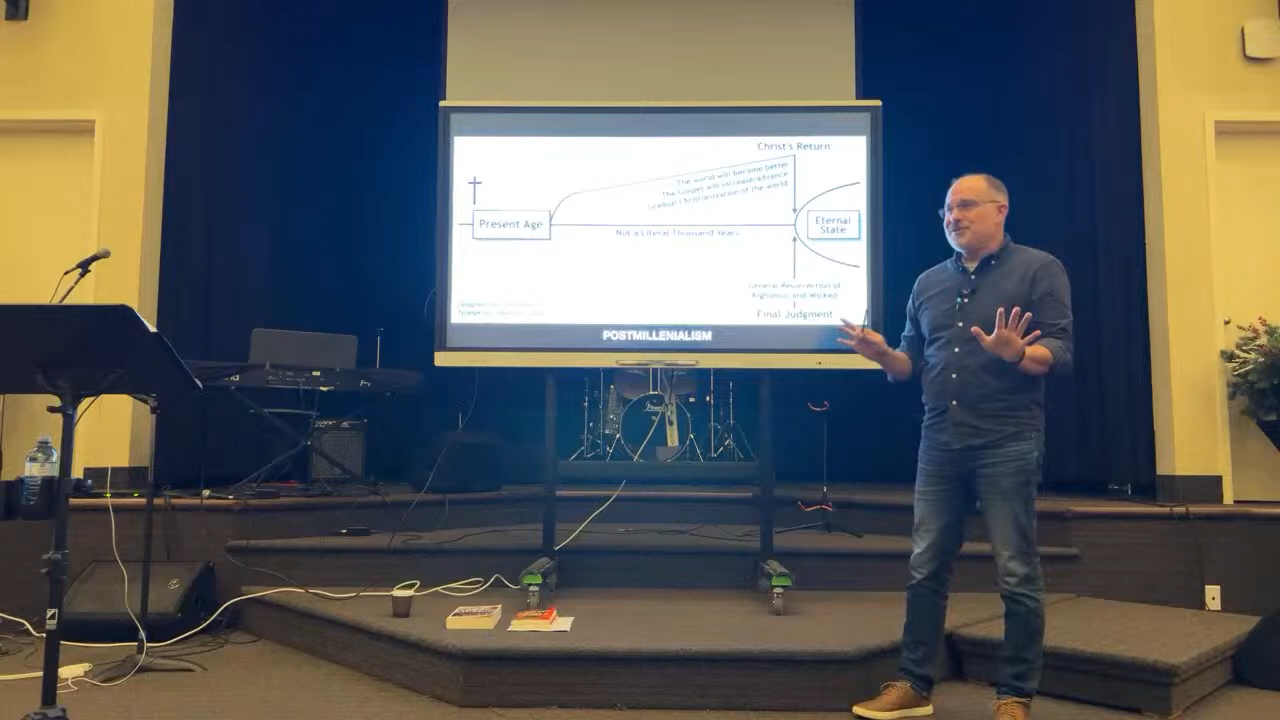 Christ's Return
The world will become better
The Gospel will increase/advance
Gradual Christianization of the world
Present Age
Eternal
State
Not a Literal Thousand Years
General Resurrection of
Righteous and Wicked
Final Judgment
POSTMILLENIALISM